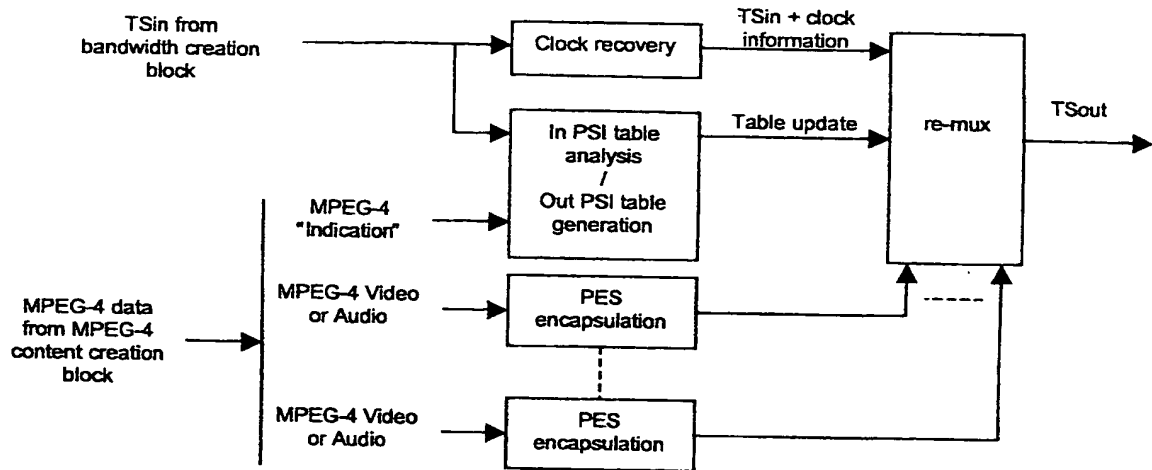 TSin from
bandwidth creation
block
Clock recovery
TSin + clock
information
In PSI table
analysis
/
Out PSI table
generation
Table update
re-mux
TSout
MPEG-4
"Indication"
MPEG-4 Video
or Audio
PES
encapsulation
MPEG-4 data
from MPEG-4
content creation
block
MPEG-4 Video
or Audio
PES
encapsulation